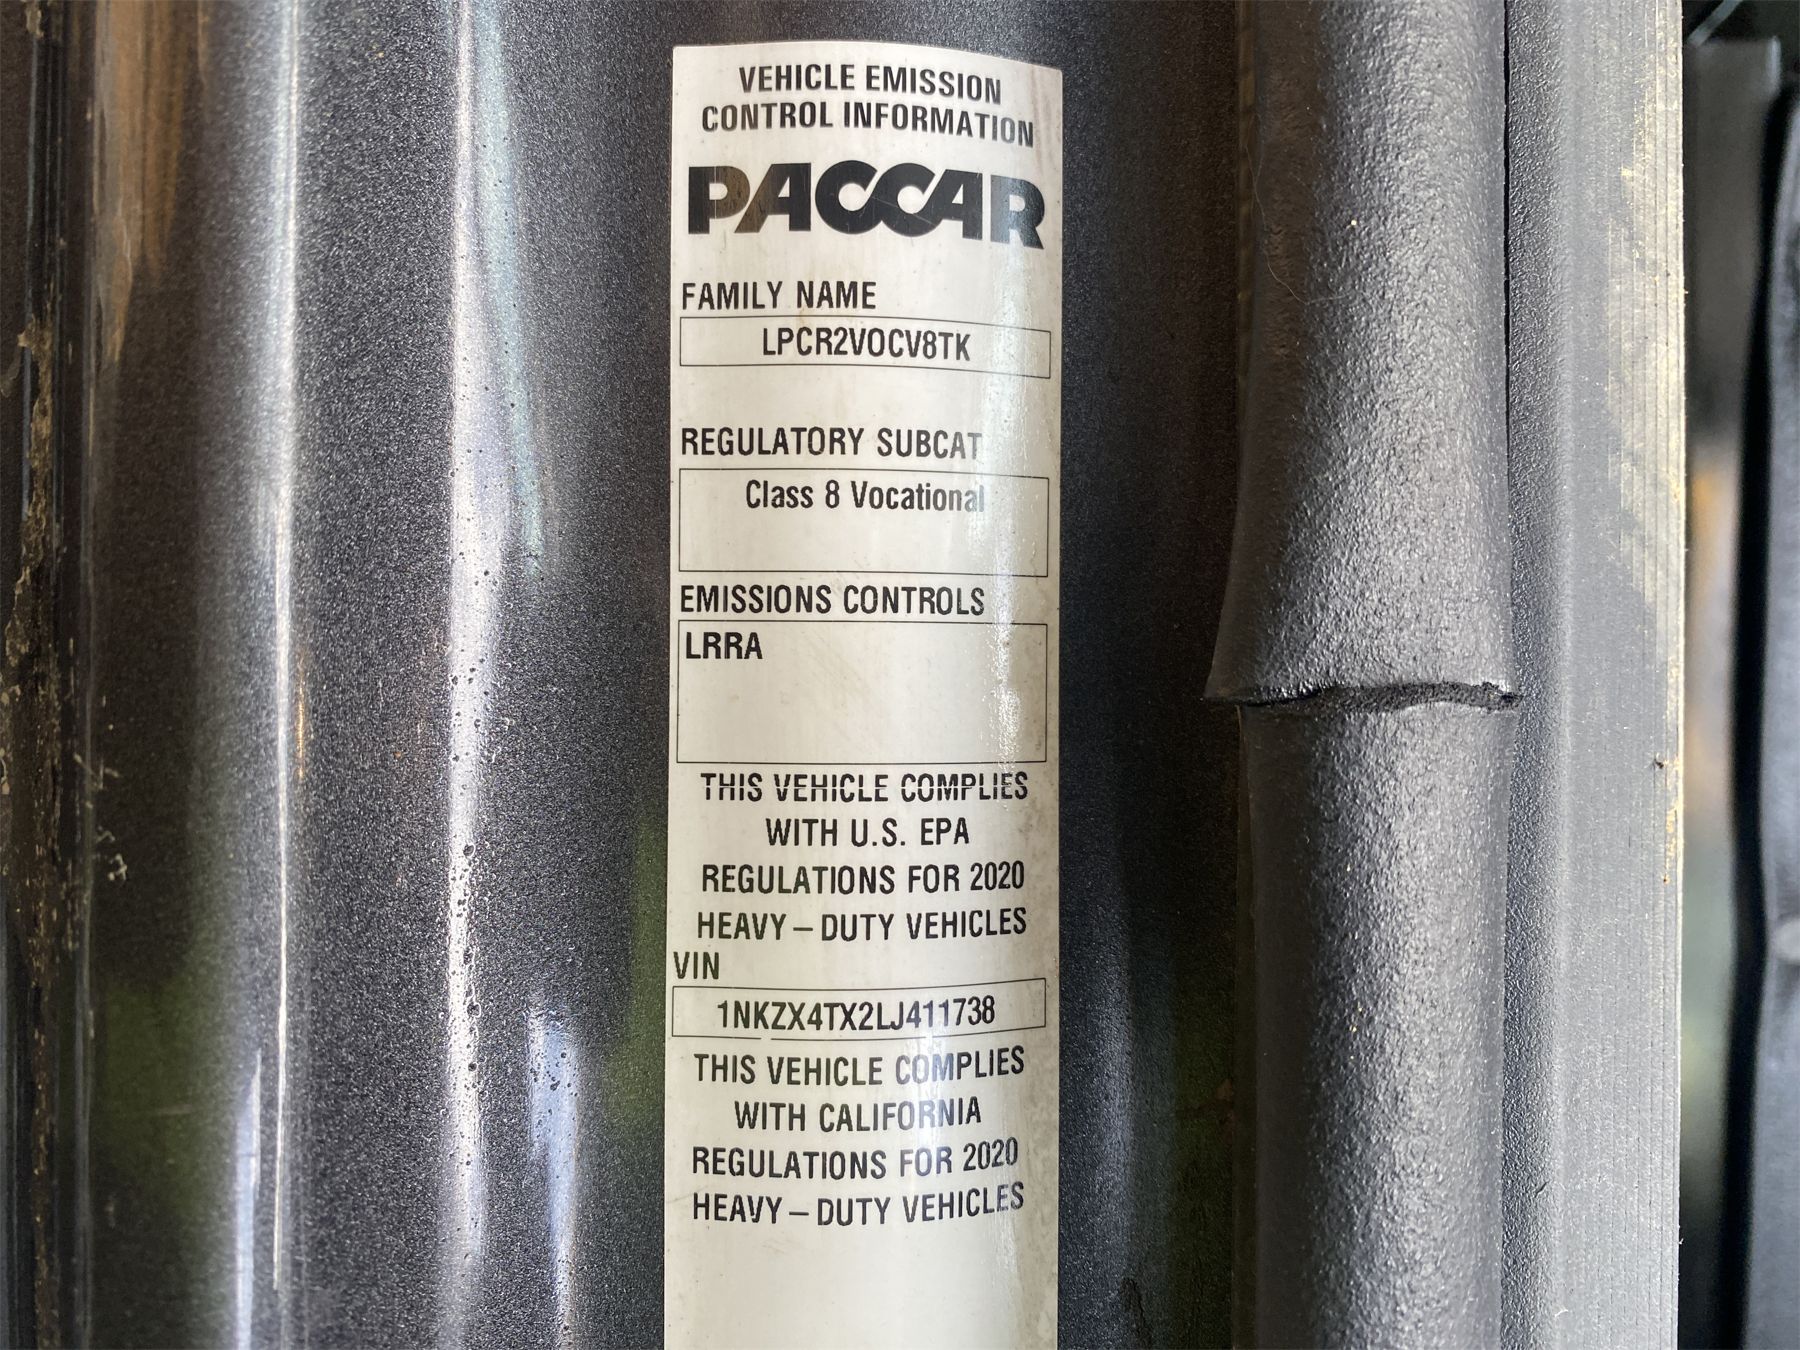 VEHICLE EMISSION
CONTROL INFORMATION
PACCAR
FAMILY NAME
LPCR2VOCV8TK
REGULATORY SUBCAT
Class 8 Vocational
EMISSIONS CONTROLS
LRRA
THIS VEHICLE COMPLIES
WITH U.S. EPA
REGULATIONS FOR 2020
HEAVY – DUTY VEHICLES
VIN
1NKZX4TX2LJ411738
THIS VEHICLE COMPLIES
WITH CALIFORNIA
REGULATIONS FOR 2020
HEAVY – DUTY VEHICLES